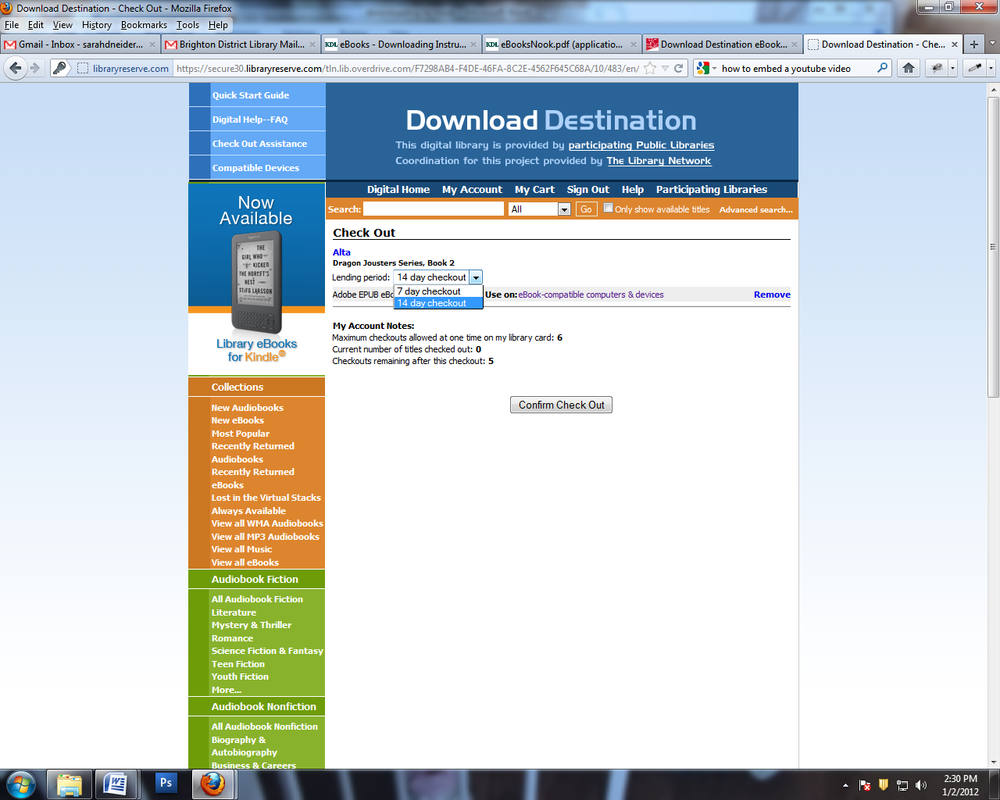 Download Destination - Check Out - Mozilla Firefox
File Edit View History Bookmarks Tools Help
Gmail - Inbox - sarahdneider...
Brighton District Library Mail...
KDL eBooks - Downloading Instru...
KDL eBooksNook.pdf (applicatio...
Download Destination eBook...
Download Destination - Che...
libraryreserve.com
https://secure30.libraryreserve.com/tln.lib.overdrive.com/F7298AB4-F4DE-46FA-8C2E-4562F645C68A/10/483/en/
how to embed a youtube video
Quick Start Guide
Digital Help--FAQ
Check Out Assistance
Compatible Devices
Download Destination
This digital library is provided by participating Public Libraries
Coordination for this project provided by The Library Network
Digital Home My Account My Cart Sign Out Help Participating Libraries
Search: All Go Only show available titles Advanced search...
Now
Available
THE
GIRL WHO
KICKED
THE HORNET'S
NEST
STIEG LARSSON
Library eBooks
for Kindle®
Check Out
Alta
Dragon Jousters Series, Book 2
Lending period: 14 day checkout
7 day checkout
14 day checkout
Adobe EPUB eBo Use on: eBook-compatible computers & devices Remove
My Account Notes:
Maximum checkouts allowed at one time on my library card: 6
Current number of titles checked out: 0
Checkouts remaining after this checkout: 5
Confirm Check Out
Collections
New Audiobooks
New eBooks
Most Popular
Recently Returned
Audiobooks
Recently Returned
eBooks
Lost in the Virtual Stacks
Always Available
View all WMA Audiobooks
View all MP3 Audiobooks
View all Music
View all eBooks
Audiobook Fiction
All Audiobook Fiction
Literature
Mystery & Thriller
Romance
Science Fiction & Fantasy
Teen Fiction
Youth Fiction
More...
Audiobook Nonfiction
All Audiobook Nonfiction
Biography &
Autobiography
Business & Careers
Ps
2:30 PM
1/2/2012